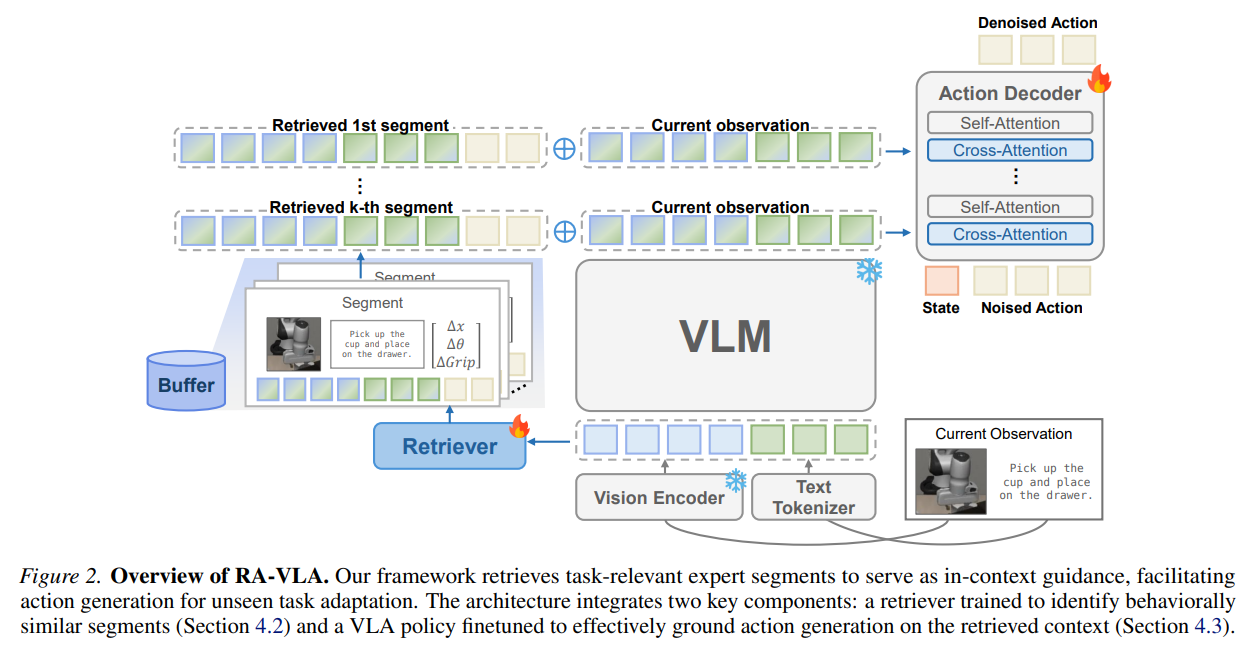 Denoised Action
Action Decoder
Self-Attention
Cross-Attention
⋮
Self-Attention
Cross-Attention
State
Noised Action
Retrieved 1st segment
Current observation
⋮
Retrieved k-th segment
Current observation
Segment
Segment
Pick up the
cup and place
on the drawer.
Δx
Δθ
ΔGrip
Buffer
Retriever
VLM
Vision Encoder
Text
Tokenizer
Current Observation
Pick up the
cup and place
on the drawer.
Figure 2. Overview of RA-VLA. Our framework retrieves task-relevant expert segments to serve as in-context guidance, facilitating
action generation for unseen task adaptation. The architecture integrates two key components: a retriever trained to identify behaviorally
similar segments (Section 4.2) and a VLA policy finetuned to effectively ground action generation on the retrieved context (Section 4.3).